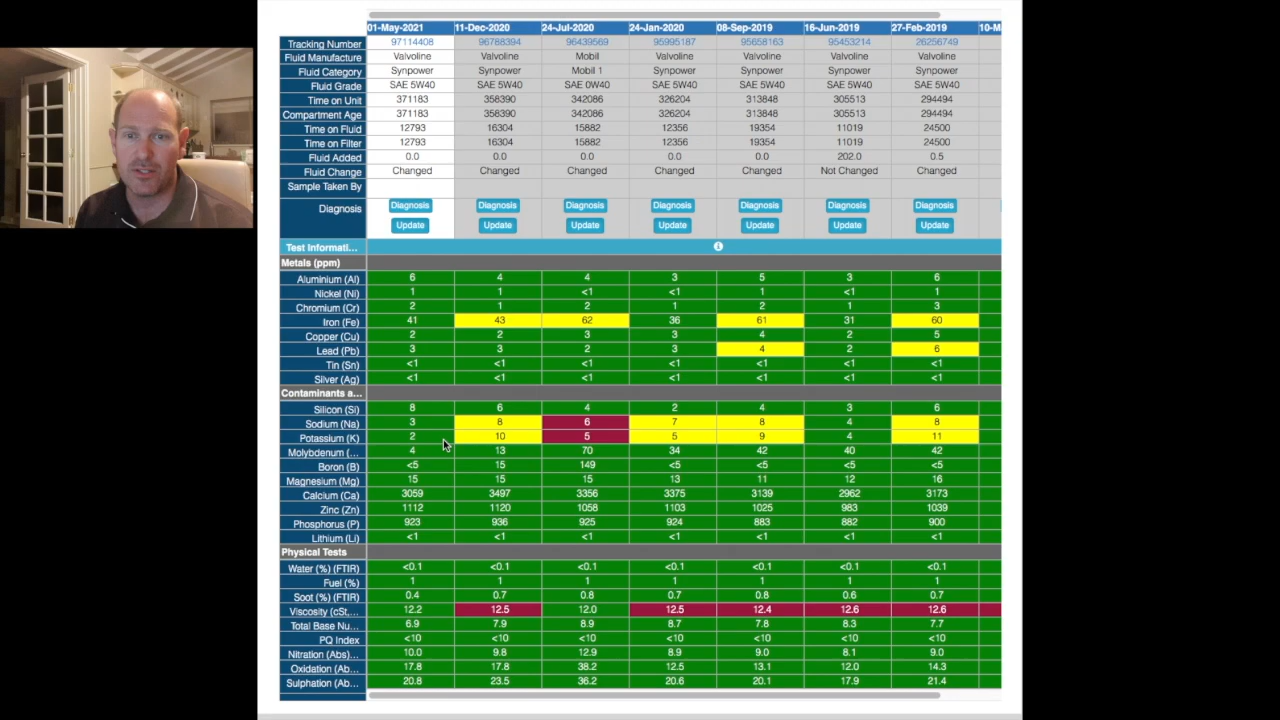 01-May-2021 11-Dec-2020 24-Jul-2020 24-Jan-2020 08-Sep-2019 16-Jun-2019 27-Feb-2019 10-M
Tracking Number 97114408 96788394 96439569 95995187 95658163 95453214 26256749
Fluid Manufacture Valvoline Valvoline Mobil Valvoline Valvoline Valvoline Valvoline
Fluid Category Synpower Synpower Mobil 1 Synpower Synpower Synpower Synpower
Fluid Grade SAE 5W40 SAE 5W40 SAE 0W40 SAE 5W40 SAE 5W40 SAE 5W40 SAE 5W40
Time on Unit 371183 358390 342086 326204 313848 305513 294494
Compartment Age 371183 358390 342086 326204 313848 305513 294494
Time on Fluid 12793 16304 15882 12356 19354 11019 24500
Time on Filter 12793 16304 15882 12356 19354 11019 24500
Fluid Added 0.0 0.0 0.0 0.0 0.0 202.0 0.5
Fluid Change Changed Changed Changed Changed Changed Not Changed Changed
Sample Taken By
Diagnosis Diagnosis Diagnosis Diagnosis Diagnosis Diagnosis Diagnosis Diagnosis
Update Update Update Update Update Update Update
Test Informati...
Metals (ppm)
Aluminium (Al) 6 4 4 3 5 3 6
Nickel (Ni) 1 1 <1 <1 1 <1 1
Chromium (Cr) 2 1 2 1 2 1 3
Iron (Fe) 41 43 62 36 61 31 60
Copper (Cu) 2 2 3 3 4 2 5
Lead (Pb) 3 3 2 3 4 2 6
Tin (Sn) <1 <1 <1 <1 <1 <1 <1
Silver (Ag) <1 <1 <1 <1 <1 <1 <1
Contaminants a...
Silicon (Si) 8 6 4 2 4 3 6
Sodium (Na) 3 8 6 7 8 4 8
Potassium (K) 2 10 5 5 9 4 11
Molybdenum (... 4 13 70 34 42 40 42
Boron (B) <5 15 149 <5 <5 <5 <5
Magnesium (Mg) 15 15 15 13 11 12 16
Calcium (Ca) 3059 3497 3356 3375 3139 2962 3173
Zinc (Zn) 1112 1120 1058 1103 1025 983 1039
Phosphorus (P) 923 936 925 924 883 882 900
Lithium (Li) <1 <1 <1 <1 <1 <1 <1
Physical Tests
Water (%) (FTIR) <0.1 <0.1 <0.1 <0.1 <0.1 <0.1 <0.1
Fuel (%) 1 1 1 1 1 1 1
Soot (%) (FTIR) 0.4 0.7 0.8 0.7 0.8 0.6 0.7
Viscosity (cSt,... 12.2 12.5 12.0 12.5 12.4 12.6 12.6
Total Base Nu... 6.9 7.9 8.9 8.7 7.8 8.3 7.7
PQ Index <10 <10 <10 <10 <10 <10 <10
Nitration (Abs)... 10.0 9.8 12.9 8.9 9.0 8.1 9.0
Oxidation (Ab... 17.8 17.8 38.2 12.5 13.1 12.0 14.3
Sulphation (Ab... 20.8 23.5 36.2 20.6 20.1 17.9 21.4